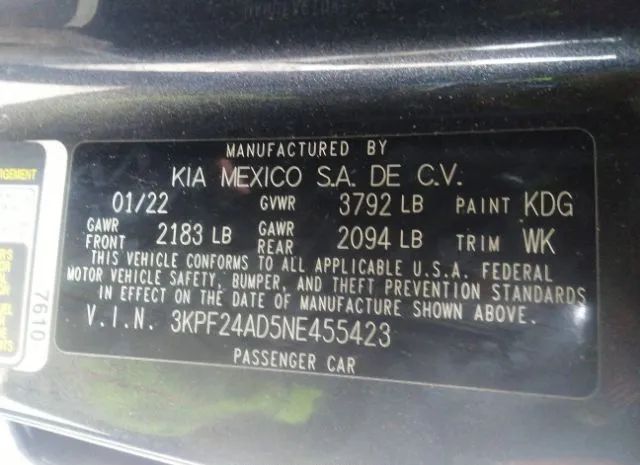 MANUFACTURED BY
KIA MEXICO S.A. DE C.V.
01/22 GVWR 3792 LB PAINT KDG
GAWR FRONT 2183 LB GAWR REAR 2094 LB TRIM WK
THIS VEHICLE CONFORMS TO ALL APPLICABLE U.S.A. FEDERAL
MOTOR VEHICLE SAFETY, BUMPER, AND THEFT PREVENTION STANDARDS
IN EFFECT ON THE DATE OF MANUFACTURE SHOWN ABOVE.
V.I.N. 3KPF24AD5NE455423
PASSENGER CAR
7610